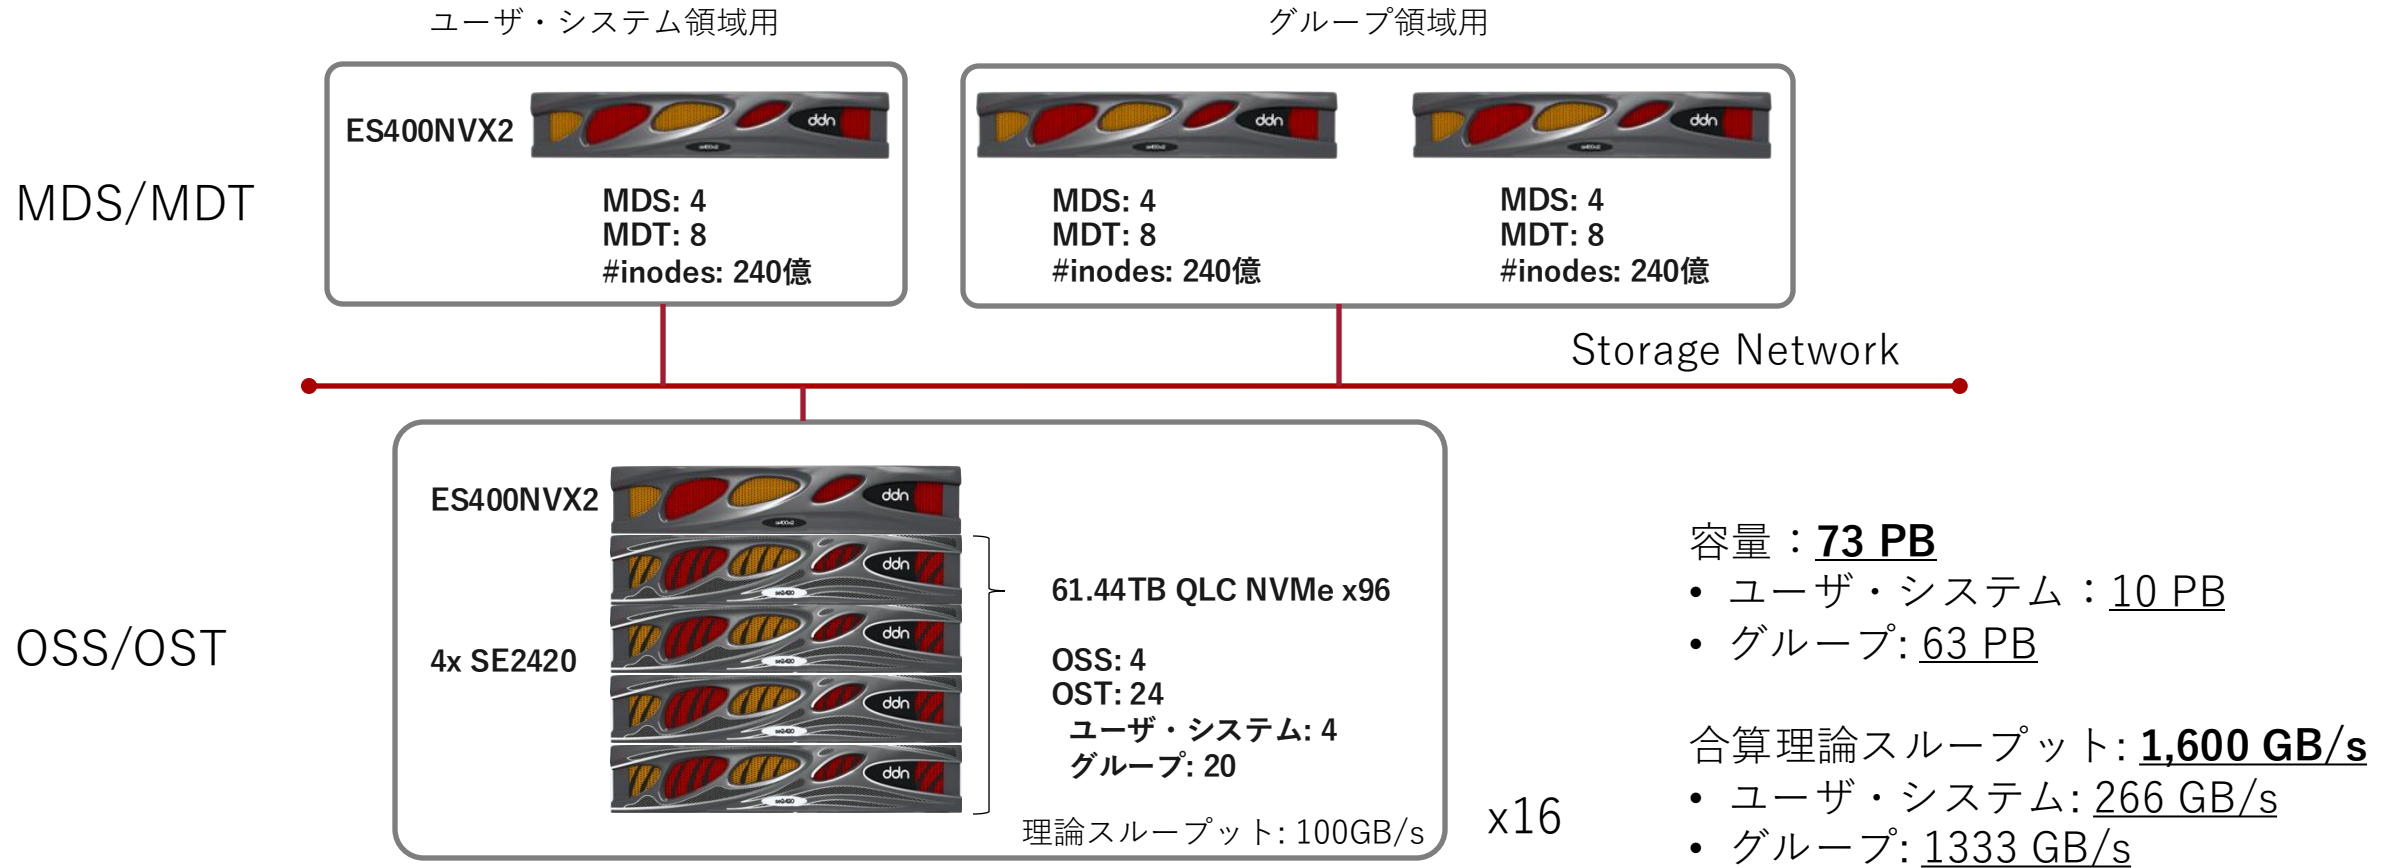 ユーザ・システム領域用
グループ領域用
MDS/MDT
ES400NVX2
ddn
MDS: 4
MDT: 8
#inodes: 240億
ddn
MDS: 4
MDT: 8
#inodes: 240億
ddn
MDS: 4
MDT: 8
#inodes: 240億
Storage Network
OSS/OST
ES400NVX2
4x SE2420
ddn
ddn
se2420
ddn
se2420
ddn
se2420
ddn
se2420
61.44TB QLC NVMe x96
OSS: 4
OST: 24
ユーザ・システム: 4
グループ: 20
理論スループット: 100GB/s
x16
容量：73 PB
• ユーザ・システム：10 PB
• グループ: 63 PB
合算理論スループット: 1,600 GB/s
• ユーザ・システム: 266 GB/s
• グループ: 1333 GB/s